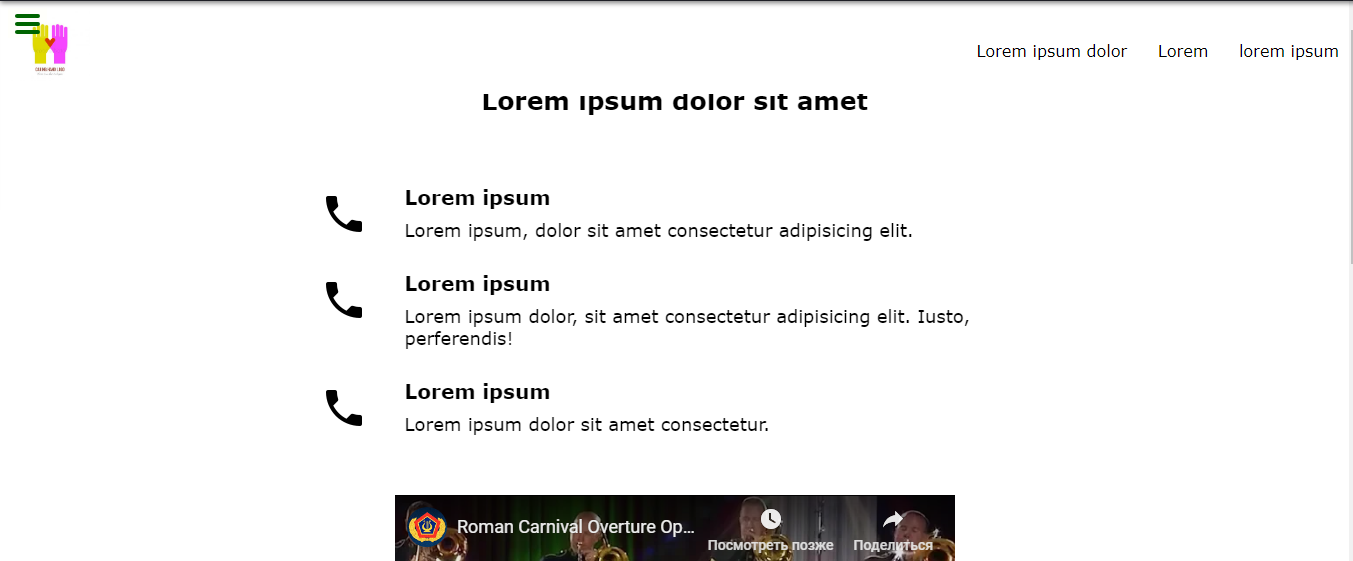 Lorem ipsum dolor Lorem lorem ipsum
Lorem ipsum dolor sit amet
Lorem ipsum
Lorem ipsum, dolor sit amet consectetur adipisicing elit.
Lorem ipsum
Lorem ipsum dolor, sit amet consectetur adipisicing elit. Iusto,
perferendis!
Lorem ipsum
Lorem ipsum dolor sit amet consectetur.
Roman Carnival Overture Op...
Посмотреть позже Поделиться